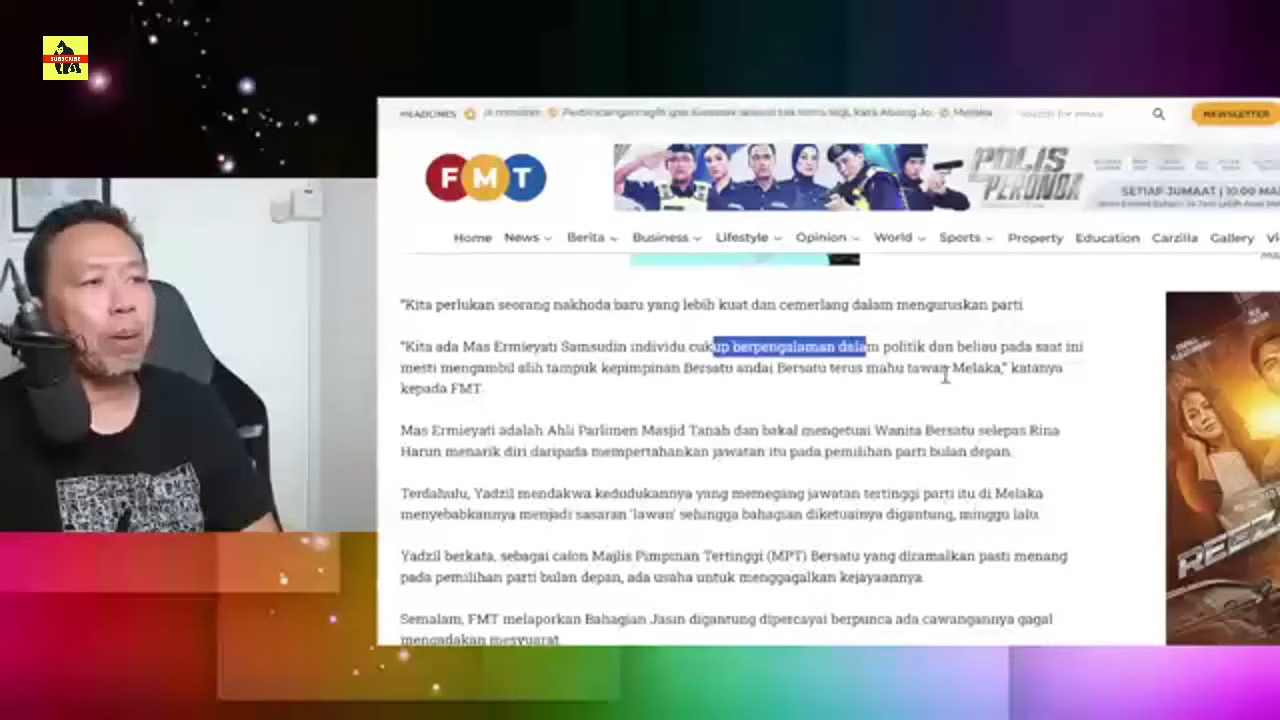 SUBSCRIBE
HEADLINES
Melaka
NEWSLETTER
FMT
POLIS PERONDA
SETIAP JUMAAT | 10:00 MA
Home News Berita Business Lifestyle Opinion World Sports Property Education Carzilla Gallery Vi
"Kita perlukan seorang nakhoda baru yang lebih kuat dan cemerlang dalam menguruskan parti
"Kita ada Mas Ermieyati Samsudin individu cukup berpengalaman dalam politik dan beliau pada saat ini
mesti mengambil alih tampuk kepimpinan Bersatu andai Bersatu terus mahu tawan Melaka," katanya
kepada FMT.
Mas Ermieyati adalah Ahli Parlimen Masjid Tanah dan bakal mengetuai Wanita Bersatu selepas Rina
Harun menarik diri daripada mempertahankan jawatan itu pada pemilihan parti bulan depan.
Terdahulu, Yadzil mendakwa kedudukannya yang memegang jawatan tertinggi parti itu di Melaka
menyebabkannya menjadi sasaran 'lawan' sehingga bahagian diketuainya digantung, minggu lalu.
Yadzil berkata, sebagai calon Majlis Pimpinan Tertinggi (MPT) Bersatu yang diramalkan pasti menang
pada pemilihan parti bulan depan, ada usaha untuk menggagalkan kejayaannya.
Semalam, FMT melaporkan Bahagian Jasin digantung dipercayai berpunca ada cawangannya gagal
mengadakan mesyuarat